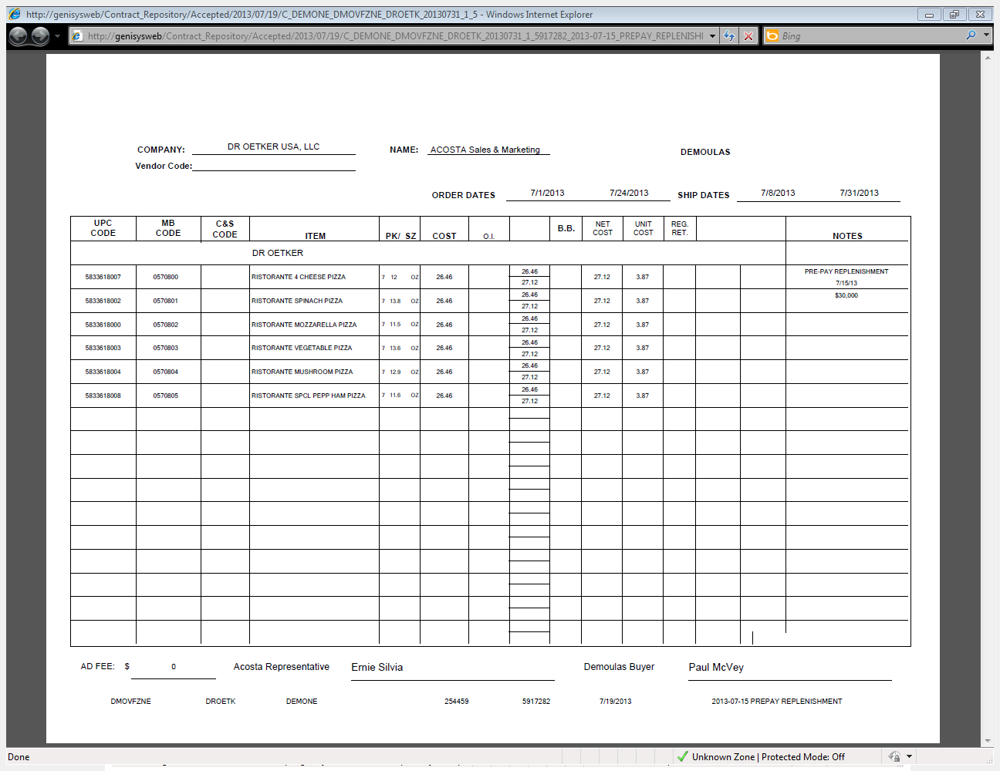 http://genisysweb/Contract_Repository/Accepted/2013/07/19/C_DEMONE_DMOVFZNE_DROETK_20130731_1_5 - Windows Internet Explorer
http://genisysweb/Contract_Repository/Accepted/2013/07/19/C_DEMONE_DMOVFZNE_DROETK_20130731_1_5917282_2013-07-15_PREPAY_REPLENISHI Bing
COMPANY: DR OETKER USA, LLC NAME: ACOSTA Sales & Marketing DEMOULAS
Vendor Code:
ORDER DATES 7/1/2013 7/24/2013 SHIP DATES 7/8/2013 7/31/2013
UPC CODE MB CODE C&S CODE ITEM PK/ SZ COST O.I. B.B. NET COST UNIT COST REG. RET. NOTES
DR OETKER
5833618007 0570800 RISTORANTE 4 CHEESE PIZZA 7 12 OZ 26.46 26.46 27.12 27.12 3.87 PRE-PAY REPLENISHMENT 7/15/13
5833618002 0570801 RISTORANTE SPINACH PIZZA 7 13.8 OZ 26.46 26.46 27.12 27.12 3.87 $30,000
5833618000 0570802 RISTORANTE MOZZARELLA PIZZA 7 11.5 OZ 26.46 26.46 27.12 27.12 3.87
5833618003 0570803 RISTORANTE VEGETABLE PIZZA 7 13.6 OZ 26.46 26.46 27.12 27.12 3.87
5833618004 0570804 RISTORANTE MUSHROOM PIZZA 7 12.9 OZ 26.46 26.46 27.12 27.12 3.87
5833618008 0570805 RISTORANTE SPCL PEPP HAM PIZZA 7 11.6 OZ 26.46 26.46 27.12 27.12 3.87
AD FEE: $ 0 Acosta Representative Ernie Silvia Demoulas Buyer Paul McVey
DMOVFZNE DROETK DEMONE 254459 5917282 7/19/2013 2013-07-15 PREPAY REPLENISHMENT
Done Unknown Zone | Protected Mode: Off